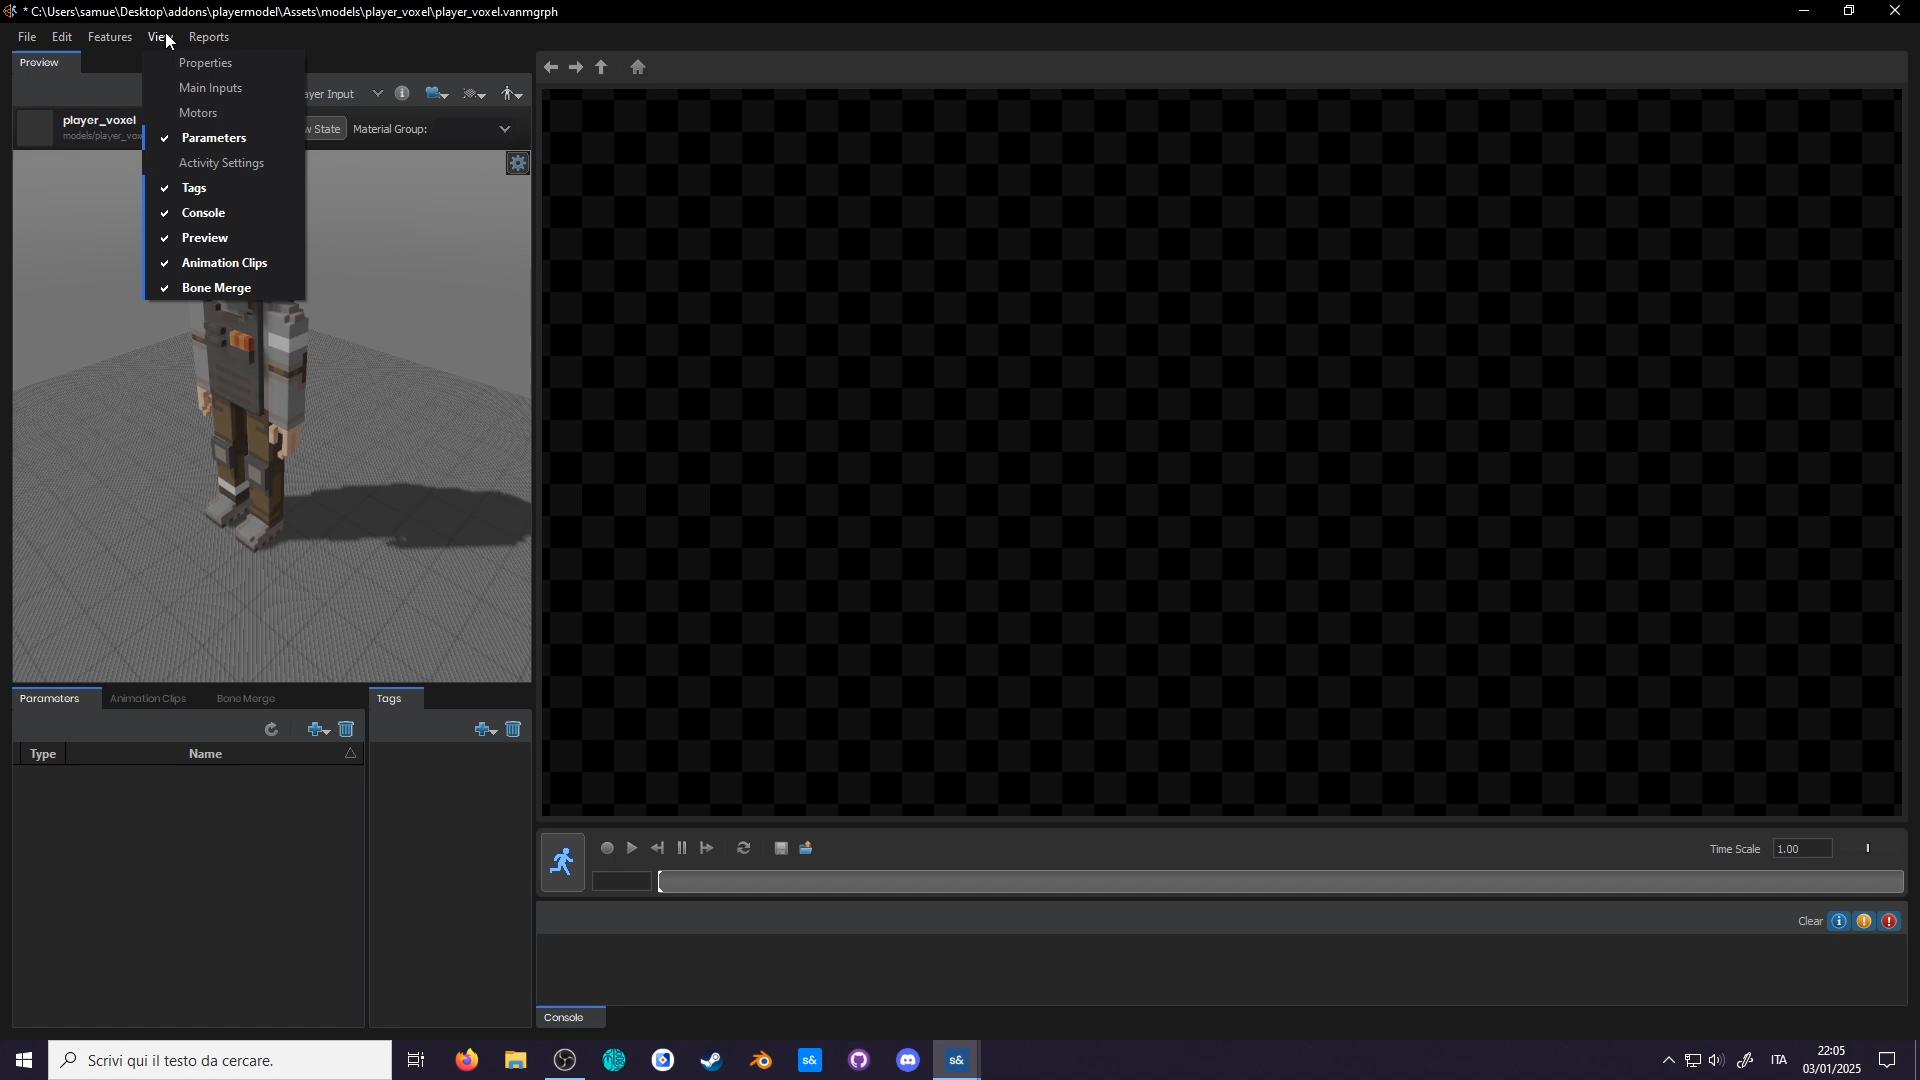 * C:\Users\samue\Desktop\addons\playermodel\Assets\models\player_voxel\player_voxel.vanmgrph
File Edit Features View Reports
Preview
Properties
Main Inputs
Motors
Parameters
Activity Settings
Tags
Console
Preview
Animation Clips
Bone Merge
Input
player_voxel
State Material Group:
Parameters Animation Clips Bone Merge Tags
Type Name
Time Scale 1.00
Clear
Console
Scrivi qui il testo da cercare.
s& s& ITA
22:05
03/01/2025